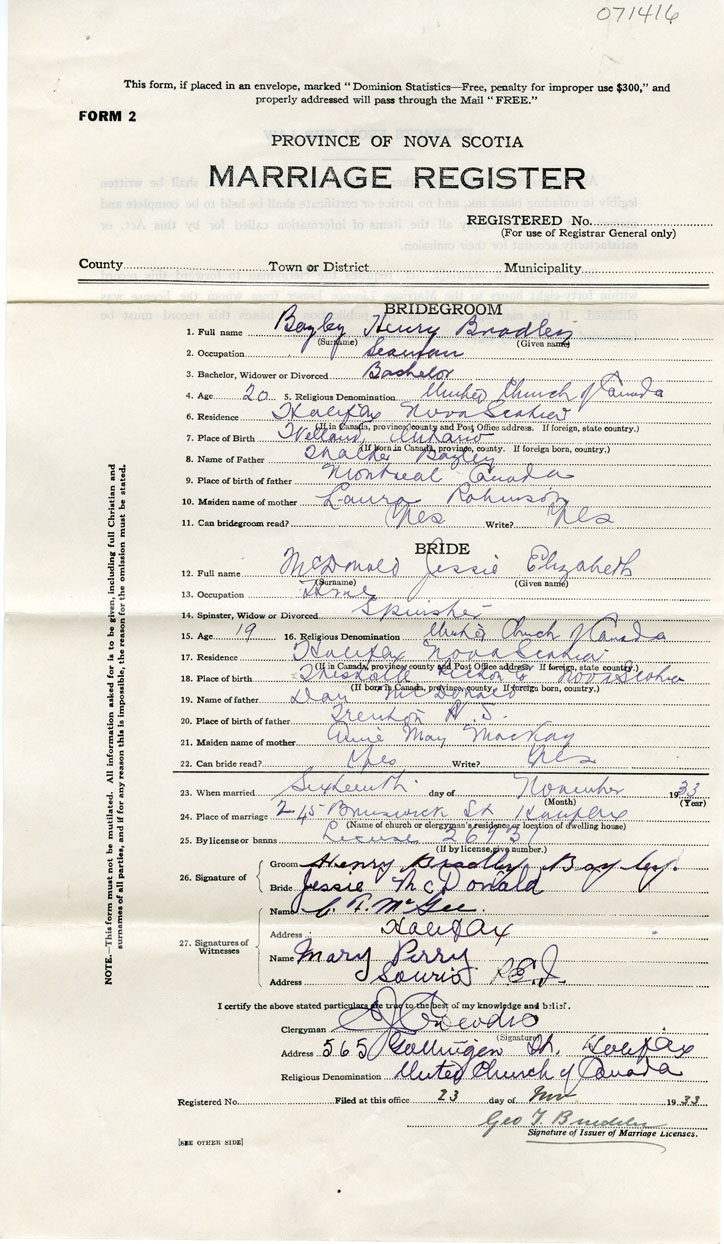 071416
This form, if placed in an envelope, marked "Dominion Statistics—Free, penalty for improper use $300," and
properly addressed will pass through the Mail "FREE."
FORM 2
PROVINCE OF NOVA SCOTIA
MARRIAGE REGISTER
REGISTERED No.
(For use of Registrar General only)
County Town or District Municipality
BRIDEGROOM
1. Full name Bagley Henry Bradley
(Surname) (Given name)
2. Occupation Seaman
3. Bachelor, Widower or Divorced Bachelor
4. Age 20 5. Religious Denomination United Church of Canada
6. Residence Halifax Nova Scotia
(If in Canada, province, county and Post Office address. If foreign, state country.)
7. Place of Birth Welland, Ontario
(If born in Canada, province, county. If foreign born, country.)
8. Name of Father Bagley
9. Place of birth of father Montreal Canada
10. Maiden name of mother Laura Robinson
11. Can bridegroom read? Yes Write? Yes
BRIDE
12. Full name McDonald Jessie Elizabeth
(Surname) (Given name)
13. Occupation
14. Spinster, Widow or Divorced Spinster
15. Age 19 16. Religious Denomination United Church of Canada
17. Residence Halifax Nova Scotia
(If in Canada, province county and Post Office address. If foreign, state country.)
18. Place of birth Pictou Co Nova Scotia
(If born in Canada, province, county. If foreign born, country.)
19. Name of father Dan McDonald
20. Place of birth of father Trenton N. S.
21. Maiden name of mother Annie May MacKay
22. Can bride read? Yes Write? Yes
23. When married Sixteenth day of November 1933
(Month) (Year)
24. Place of marriage 245 Brunswick St Halifax
(Name of church or clergyman's residence or location of dwelling house)
25. By license or banns License
(If by license, give number.)
26. Signature of
Groom Henry Bradley Bagley.
Bride Jessie McDonald
27. Signatures of Witnesses
Name McGee.
Address Halifax
Name Mary Perry
Address Souris P.E.I.
I certify the above stated particulars are true to the best of my knowledge and belief.
Clergyman
(Signature)
Address 565 Gottingen St. Halifax
Religious Denomination United Church of Canada
Registered No. Filed at this office 23 day of Nov 1933
Geo F
Signature of Issuer of Marriage Licenses.
[SEE OTHER SIDE]
NOTE.—This form must not be mutilated. All information asked for is to be given, including full Christian and
surnames of all parties, and if for any reason this is impossible, the reason for the omission must be stated.